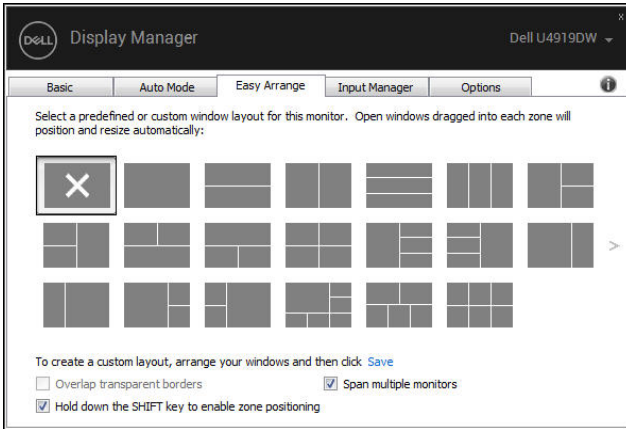 DELL Display Manager Dell U4919DW
Basic Auto Mode Easy Arrange Input Manager Options
Select a predefined or custom window layout for this monitor. Open windows dragged into each zone will
position and resize automatically:
To create a custom layout, arrange your windows and then click Save
Overlap transparent borders Span multiple monitors
Hold down the SHIFT key to enable zone positioning